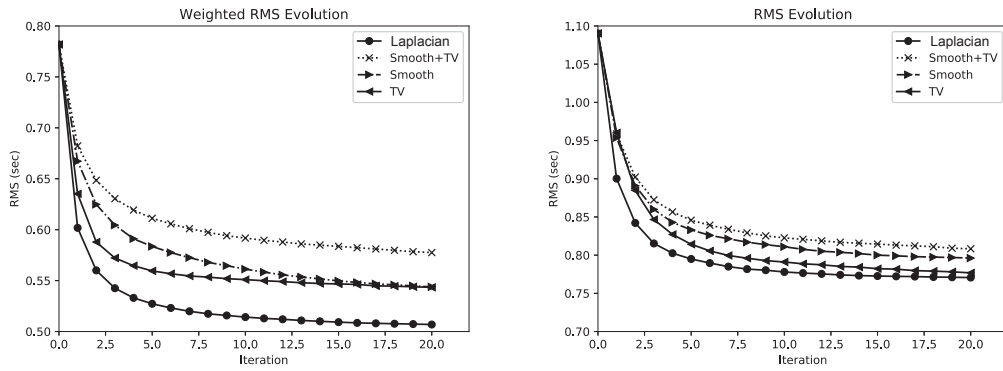 Weighted RMS Evolution
RMS (sec)
0.80
0.75
0.70
0.65
0.60
0.55
0.50
0.0 2.5 5.0 7.5 10.0 12.5 15.0 17.5 20.0
Iteration
Laplacian
Smooth+TV
Smooth
TV
RMS Evolution
RMS (sec)
1.10
1.05
1.00
0.95
0.90
0.85
0.80
0.75
0.70
0.0 2.5 5.0 7.5 10.0 12.5 15.0 17.5 20.0
Iteration
Laplacian
Smooth+TV
Smooth
TV